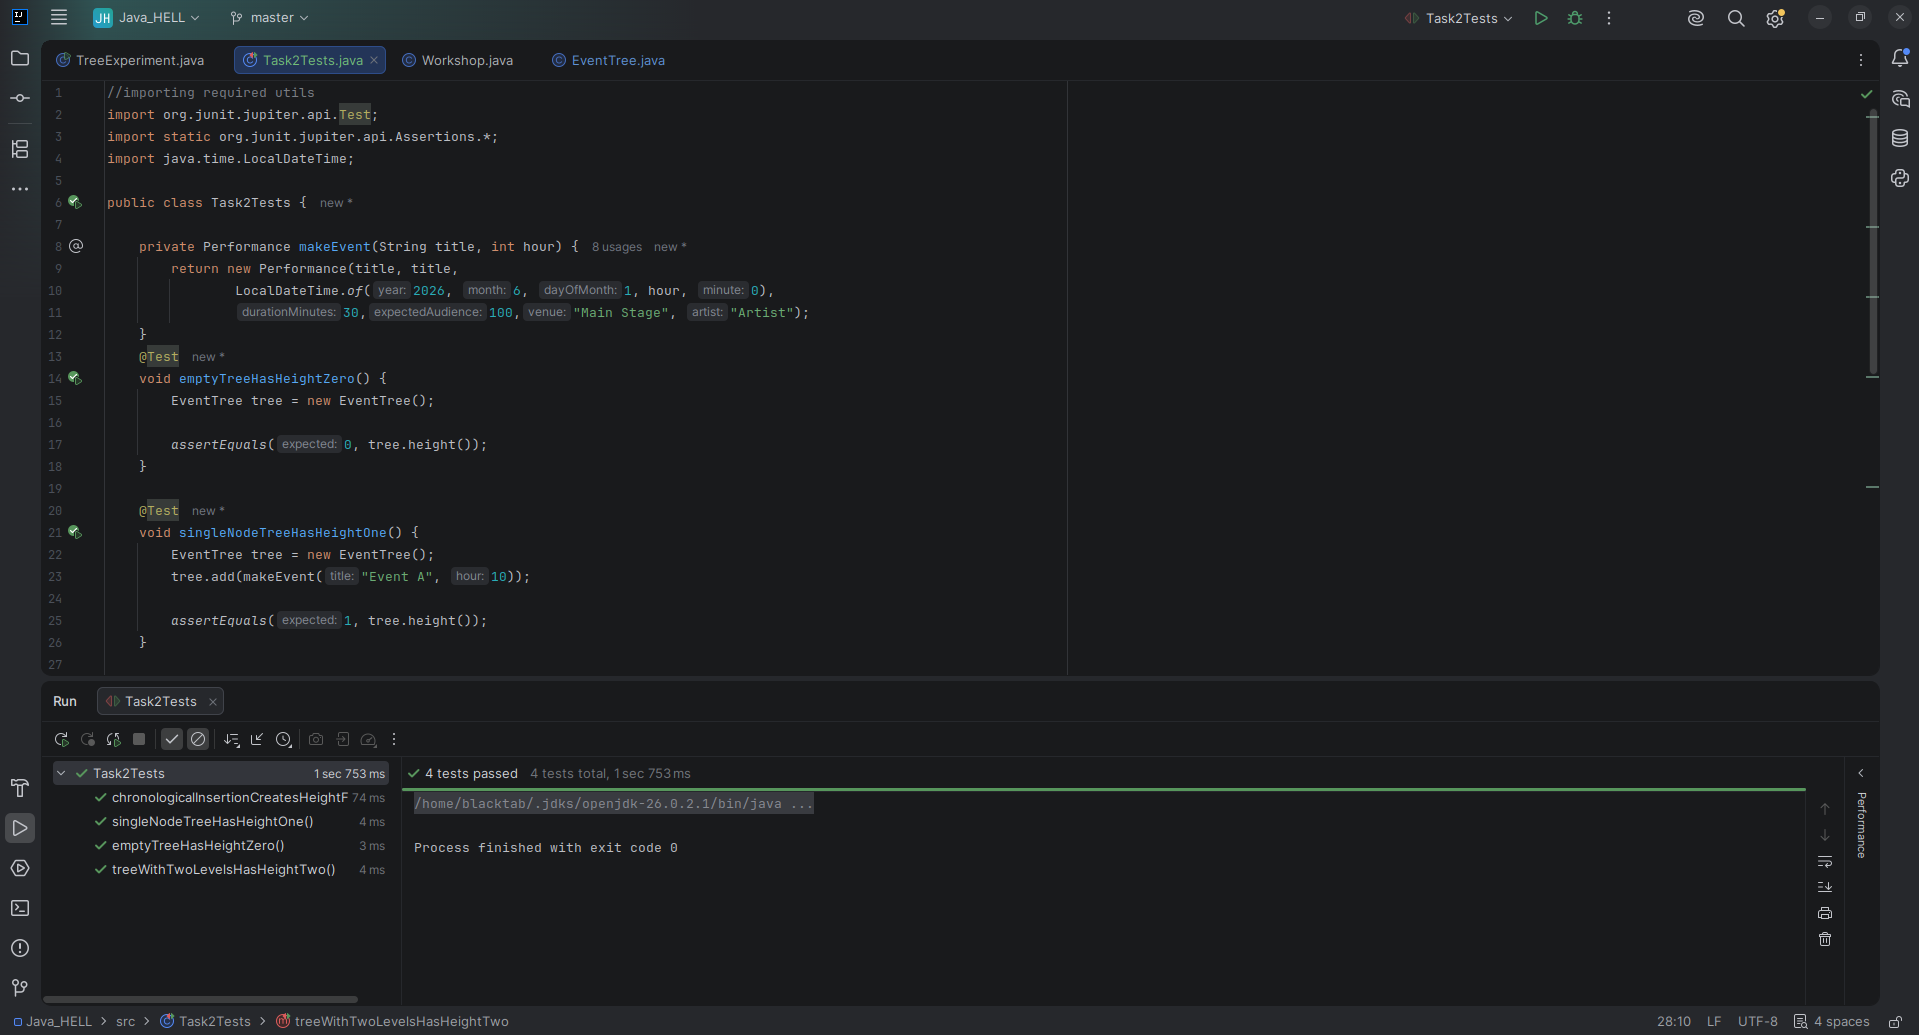 JH Java_HELL master Task2Tests
TreeExperiment.java Task2Tests.java Workshop.java EventTree.java
1 //importing required utils
2 import org.junit.jupiter.api.Test;
3 import static org.junit.jupiter.api.Assertions.*;
4 import java.time.LocalDateTime;
5
6 public class Task2Tests { new *
7
8 private Performance makeEvent(String title, int hour) { 8 usages new *
9 return new Performance(title, title,
10 LocalDateTime.of( year: 2026, month: 6, dayOfMonth: 1, hour, minute: 0),
11 durationMinutes: 30, expectedAudience: 100, venue: "Main Stage", artist: "Artist");
12 }
13 @Test new *
14 void emptyTreeHasHeightZero() {
15 EventTree tree = new EventTree();
16
17 assertEquals( expected: 0, tree.height());
18 }
19
20 @Test new *
21 void singleNodeTreeHasHeightOne() {
22 EventTree tree = new EventTree();
23 tree.add(makeEvent( title: "Event A", hour: 10));
24
25 assertEquals( expected: 1, tree.height());
26 }
27
Run Task2Tests
Task2Tests 1 sec 753 ms
chronologicalInsertionCreatesHeightF 74 ms
singleNodeTreeHasHeightOne() 4 ms
emptyTreeHasHeightZero() 3 ms
treeWithTwoLevelsHasHeightTwo() 4 ms
4 tests passed 4 tests total, 1 sec 753 ms
/home/blacktab/.jdks/openjdk-26.0.2.1/bin/java ...
Process finished with exit code 0
Performance
Java_HELL > src > Task2Tests > treeWithTwoLevelsHasHeightTwo
28:10 LF UTF-8 4 spaces